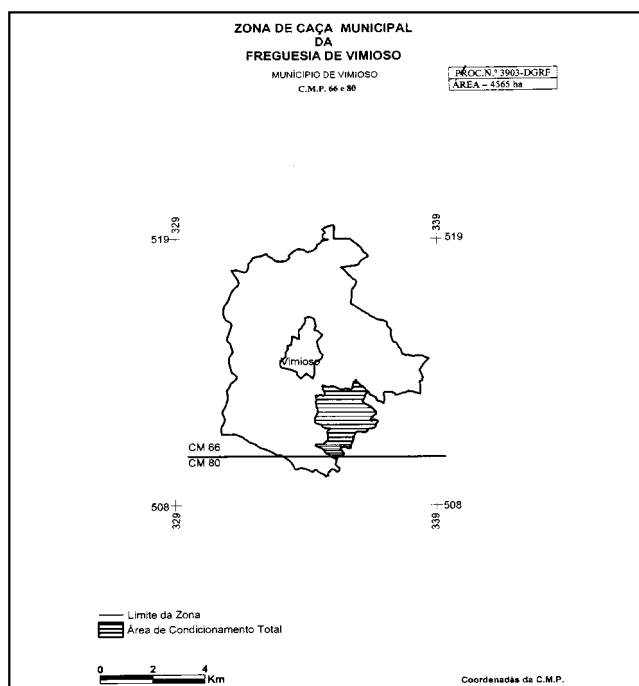 ZONA DE CAÇA MUNICIPAL
DA
FREGUESIA DE VIMIOSO
MUNICÍPIO DE VIMIOSO
C.M.P. 66 e 80
PROC.N.º 3903-DGRF
ÁREA – 4565 ha
329
339
519
519
Vimioso
CM 66
CM 80
508
508
329
339
Limite da Zona
Área de Condicionamento Total
0 2 4
Km
Coordenadas da C.M.P.